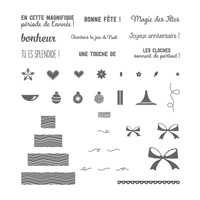 EN CETTE MAGNIFIQUE
période de l'année !
BONNE FÊTE !
Magie des Fêtes
bonheur
Chantons la joie de Noël
Joyeux anniversaire !
TU ES SPLENDIDE !
UNE TOUCHE DE
LES CLOCHES
sonnent de partout !